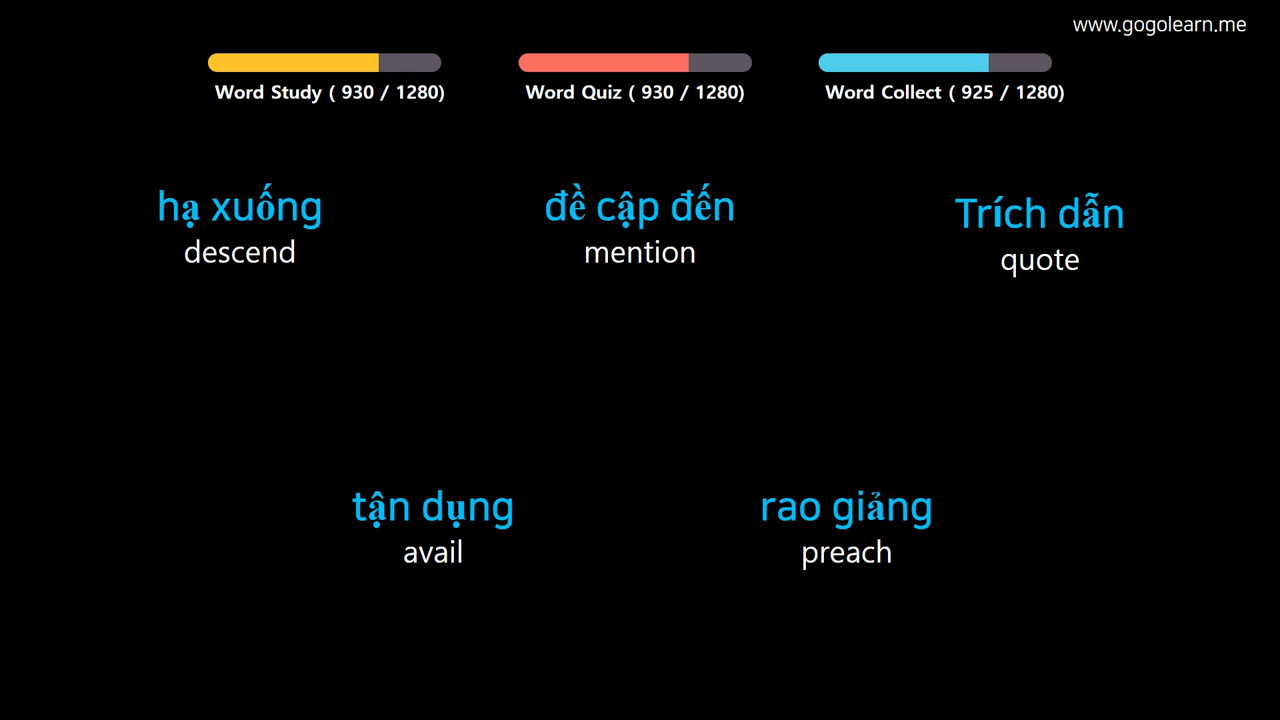 www.gogolearn.me
Word Study ( 930 / 1280)
Word Quiz ( 930 / 1280)
Word Collect ( 925 / 1280)
hạ xuống
descend
đề cập đến
mention
Trích dẫn
quote
tận dụng
avail
rao giảng
preach